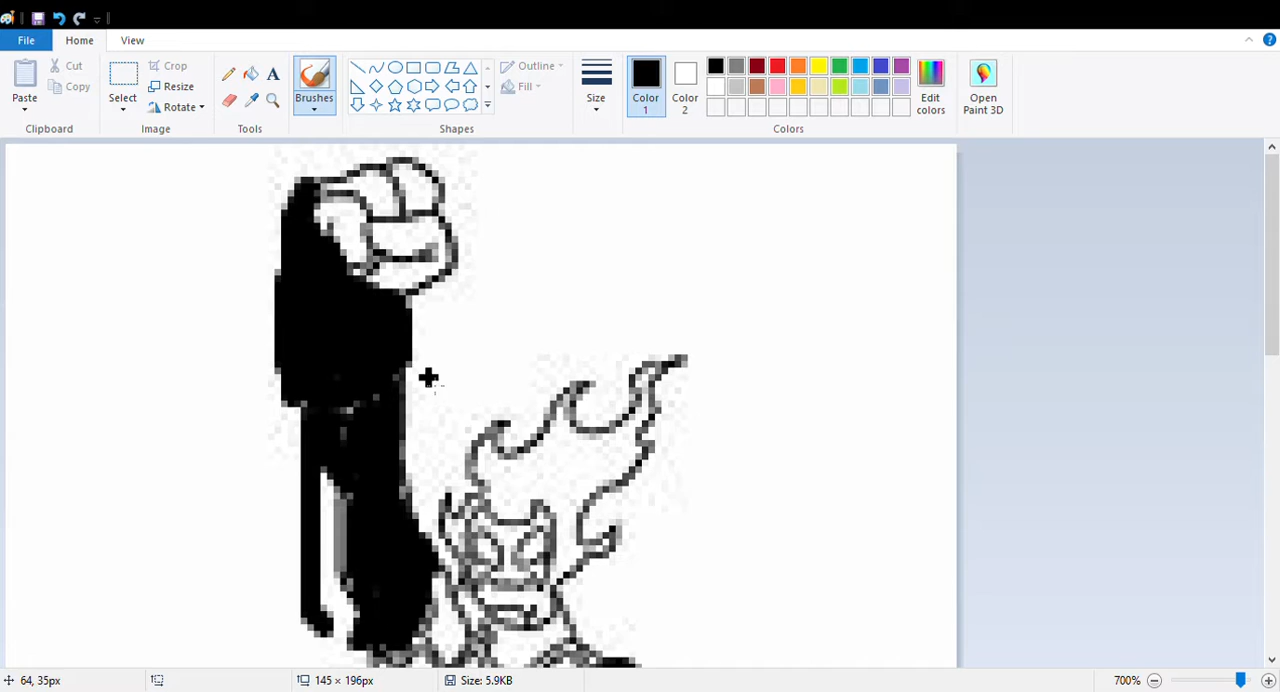 File Home View
Paste Cut Copy
Clipboard
Select Crop Resize Rotate
Image
A
Tools
Brushes
Outline Fill
Shapes
Size
Color 1
Color 2
Edit colors
Colors
Open Paint 3D
64, 35px 145 × 196px Size: 5.9KB 700%